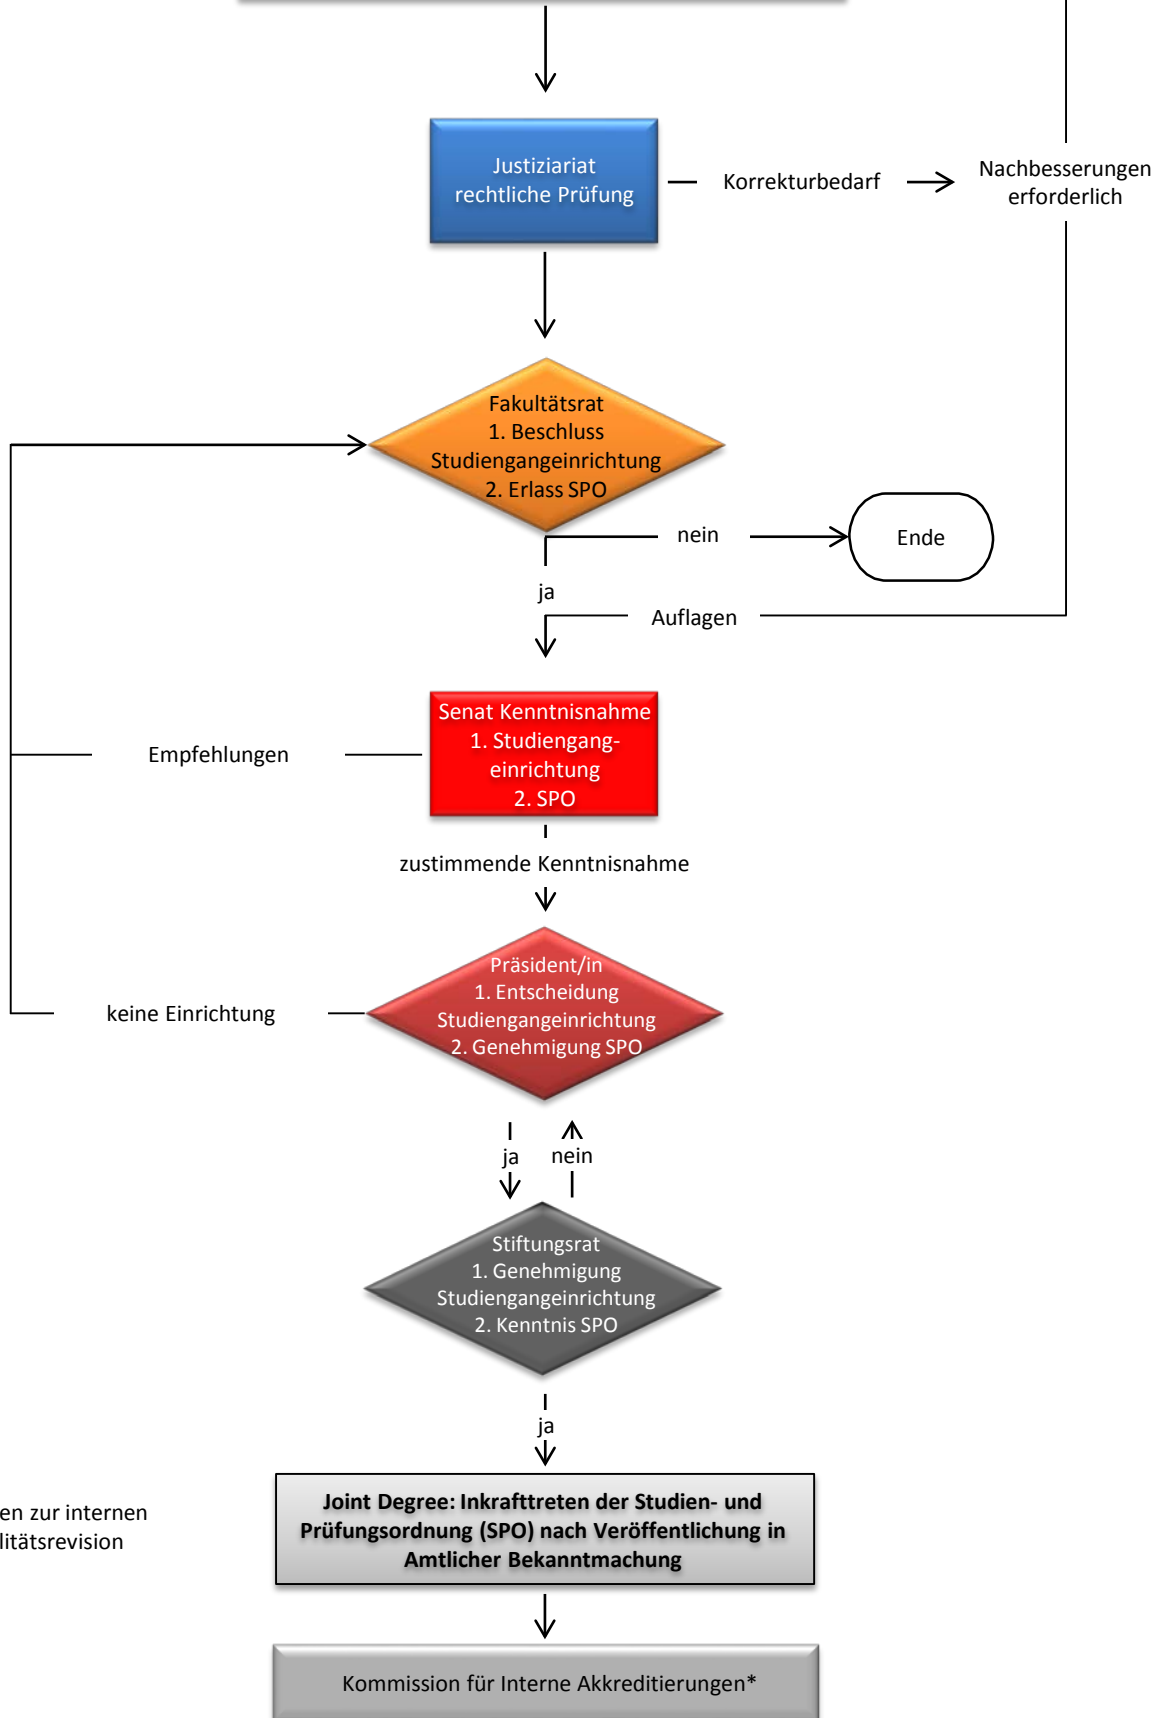 Justiziariat
rechtliche Prüfung
Korrekturbedarf
Nachbesserungen
erforderlich
Fakultätsrat
1. Beschluss
Studiengangeinrichtung
2. Erlass SPO
nein
Ende
ja
Auflagen
Senat Kenntnisnahme
1. Studiengang-
einrichtung
2. SPO
Empfehlungen
zustimmende Kenntnisnahme
Präsident/in
1. Entscheidung
Studiengangeinrichtung
2. Genehmigung SPO
keine Einrichtung
ja
nein
Stiftungsrat
1. Genehmigung
Studiengangeinrichtung
2. Kenntnis SPO
ja
en zur internen
litätsrevision
Joint Degree: Inkrafttreten der Studien- und
Prüfungsordnung (SPO) nach Veröffentlichung in
Amtlicher Bekanntmachung
Kommission für Interne Akkreditierungen*